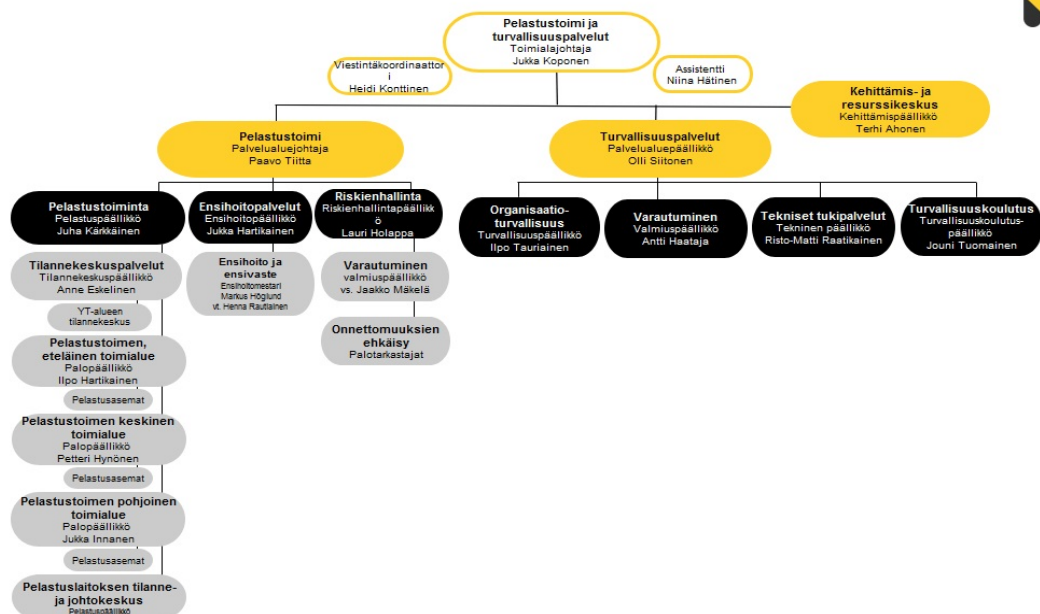 Pelastustoimi ja
turvallisuuspalvelut
Toimialajohtaja
Jukka Koponen
Viestintäkoordinaattor
i
Heidi Konttinen
Assistentti
Niina Hätinen
Kehittämis- ja
resurssikeskus
Kehittämispäällikkö
Terhi Ahonen
Pelastustoimi
Palvelualuejohtaja
Paavo Tiitta
Turvallisuuspalvelut
Palvelualuepäällikkö
Olli Siitonen
Pelastustoiminta
Pelastuspäällikkö
Juha Kärkkäinen
Ensihoitopalvelut
Ensihoitopäällikkö
Jukka Hartikainen
Riskienhallinta
Riskienhallintapäällikk
ö
Lauri Holappa
Organisaatio-
turvallisuus
Turvallisuuspäällikkö
Ilpo Tauriainen
Varautuminen
Valmiuspäällikkö
Antti Haataja
Tekniset tukipalvelut
Tekninen päällikkö
Risto-Matti Raatikainen
Turvallisuuskoulutus
Turvallisuuskoulutus-
päällikkö
Jouni Tuomainen
Tilannekeskuspalvelut
Tilannekeskuspäällikkö
Anne Eskelinen
YT-alueen
tilannekeskus
Pelastustoimen,
eteläinen toimialue
Palopäällikkö
Ilpo Hartikainen
Pelastusasemat
Pelastustoimen keskinen
toimialue
Palopäällikkö
Petteri Hynönen
Pelastusasemat
Pelastustoimen pohjoinen
toimialue
Palopäällikkö
Jukka Innanen
Pelastusasemat
Pelastuslaitoksen tilanne-
ja johtokeskus
Pelastuspäällikkö
Ensihoito ja
ensivaste
Ensihoitomestari
Markus Höglund
vt. Henna Rautiainen
Varautuminen
valmiuspäällikkö
vs. Jaakko Mäkelä
Onnettomuuksien
ehkäisy
Palotarkastajat